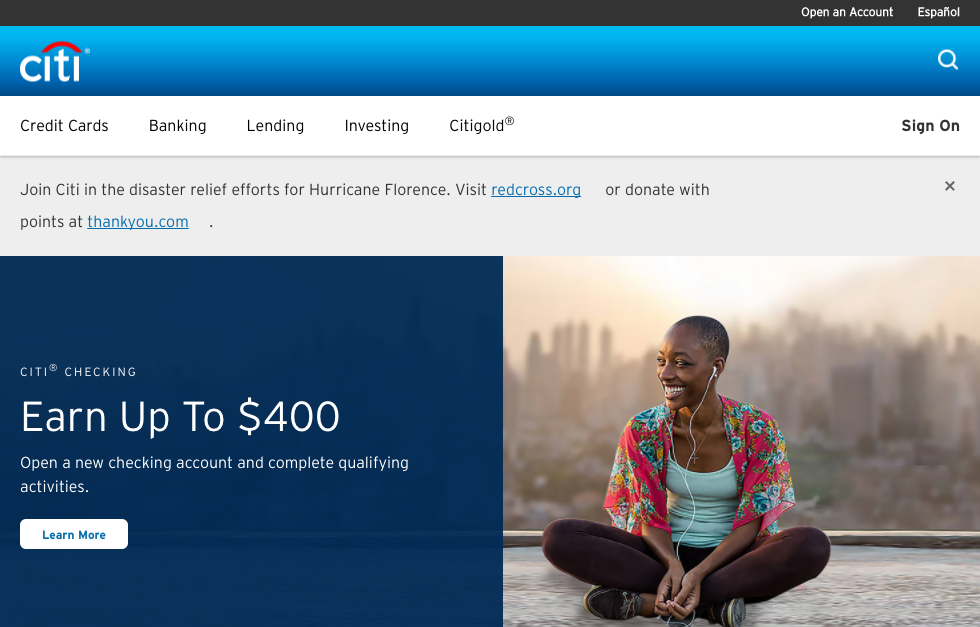 Open an Account Español
citi®
Credit Cards Banking Lending Investing Citigold® Sign On
Join Citi in the disaster relief efforts for Hurricane Florence. Visit redcross.org or donate with
points at thankyou.com .
CITI® CHECKING
Earn Up To $400
Open a new checking account and complete qualifying
activities.
Learn More